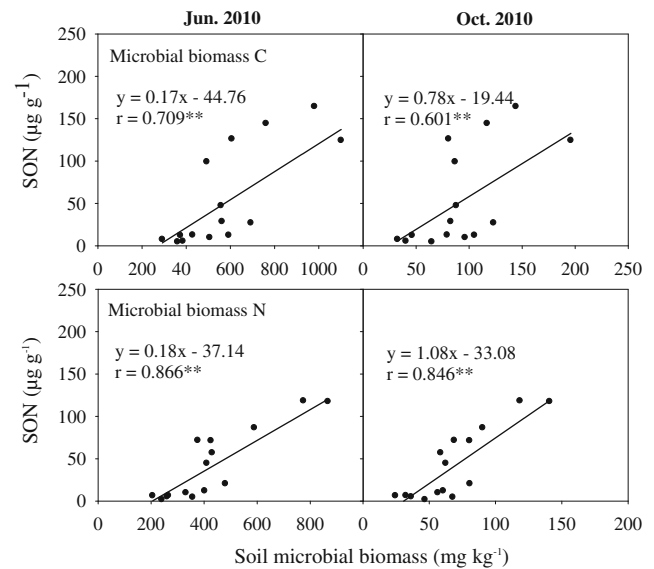 Jun. 2010
Oct. 2010
250
200
150
100
50
0
SON (µg g⁻¹)
Microbial biomass C
y = 0.17x - 44.76
r = 0.709**
y = 0.78x - 19.44
r = 0.601**
0 200 400 600 800 1000
0 50 100 150 200 250
250
200
150
100
50
0
SON (µg g⁻¹)
Microbial biomass N
y = 0.18x - 37.14
r = 0.866**
y = 1.08x - 33.08
r = 0.846**
0 200 400 600 800
0 50 100 150 200
Soil microbial biomass (mg kg⁻¹)